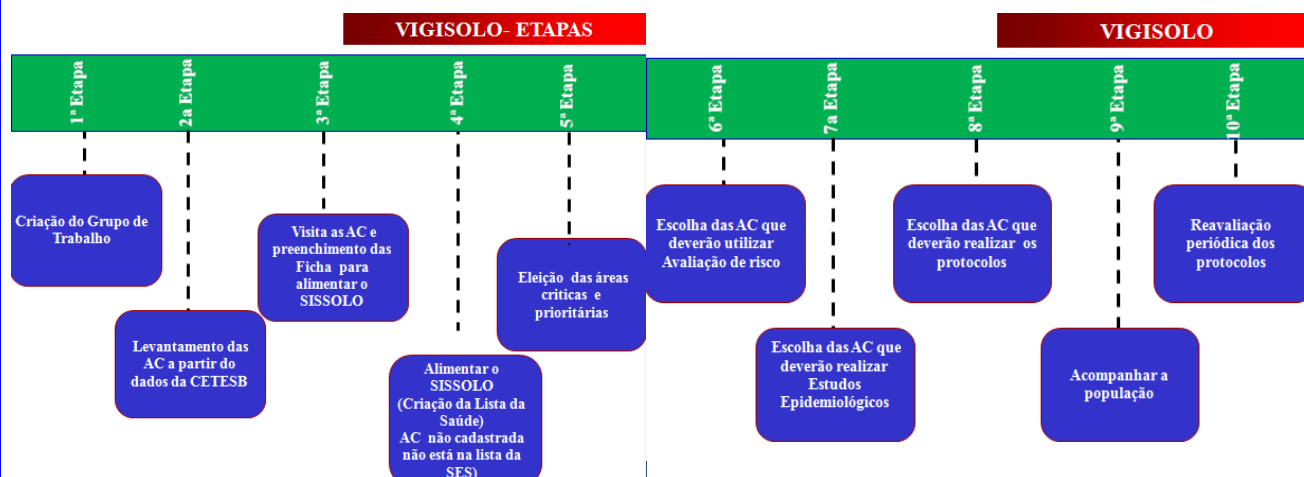 VIGISOLO- ETAPAS
1ª Etapa
2a Etapa
3ª Etapa
4ª Etapa
5ª Etapa
Criação do Grupo de
Trabalho
Levantamento das
AC a partir do
dados da CETESB
Visita as AC e
preenchimento das
Ficha para
alimentar o
SISSOLO
Alimentar o
SISSOLO
(Criação da Lista da
Saúde)
AC não cadastrada
não está na lista da
SES)
Eleição das áreas
criticas e
prioritárias
VIGISOLO
6ª Etapa
7a Etapa
8ª Etapa
9ª Etapa
10ª Etapa
Escolha das AC que
deverão utilizar
Avaliação de risco
Escolha das AC que
deverão realizar
Estudos
Epidemiológicos
Escolha das AC que
deverão realizar os
protocolos
Acompanhar a
população
Reavaliação
periódica dos
protocolos